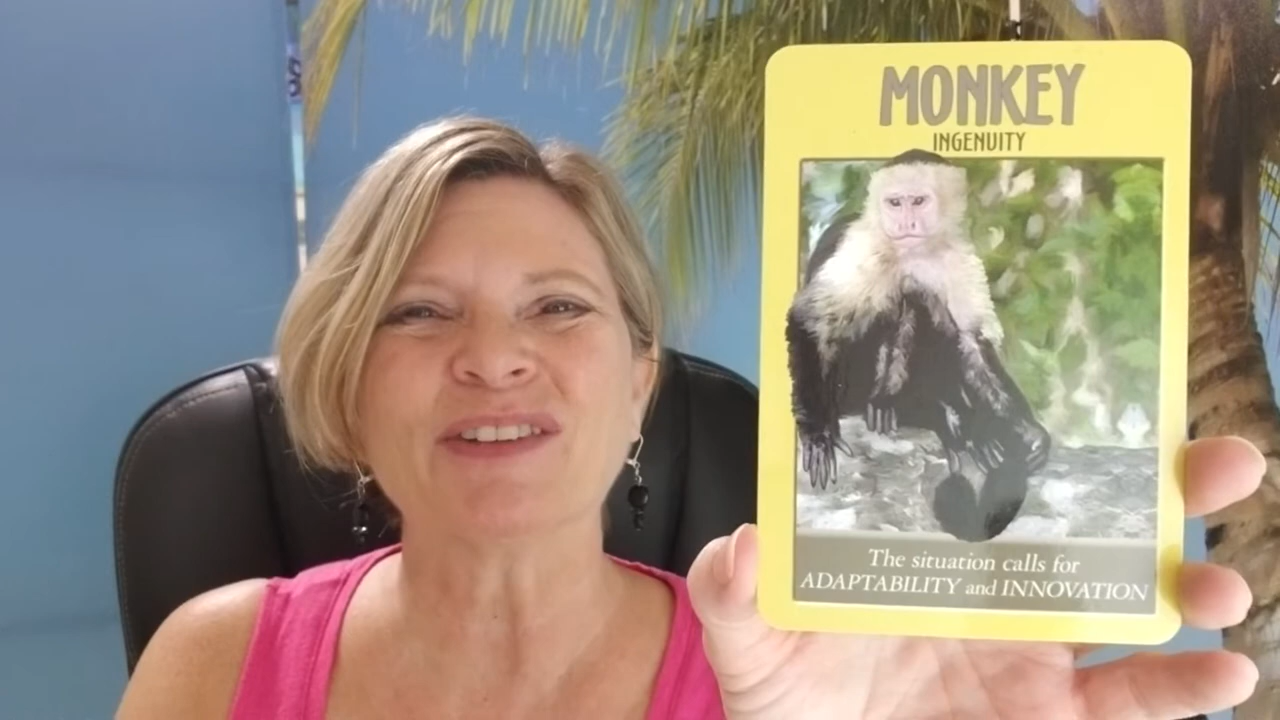 MONKEY
INGENUITY
The situation calls for
ADAPTABILITY and INNOVATION